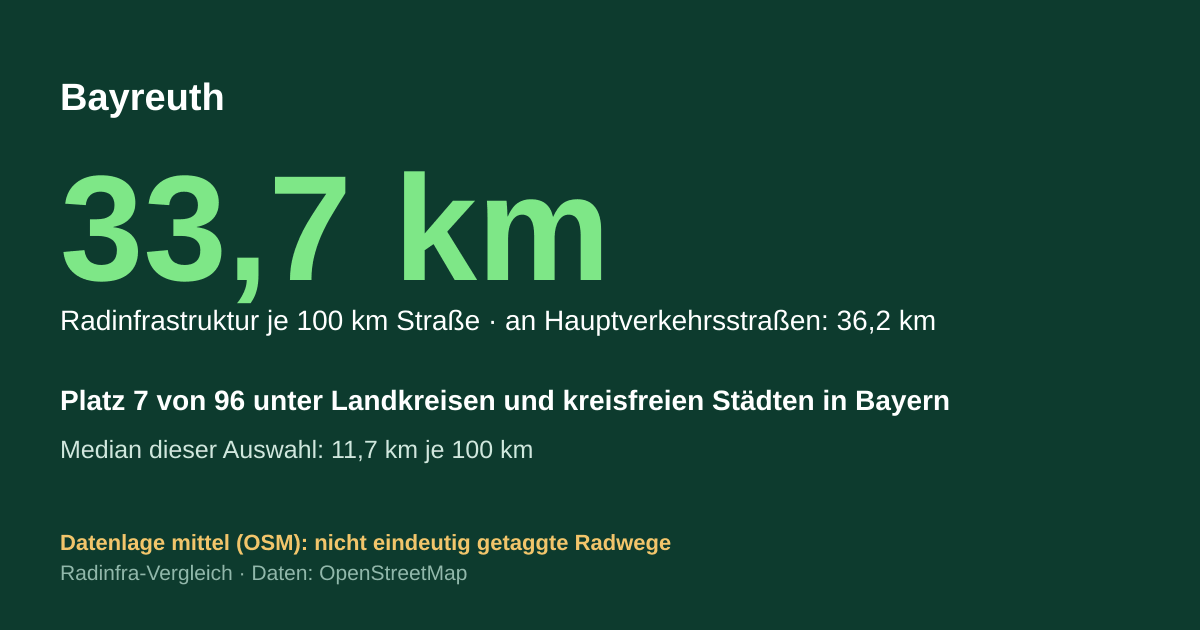 Bayreuth
33,7 km
Radinfrastruktur je 100 km Straße · an Hauptverkehrsstraßen: 36,2 km
Platz 7 von 96 unter Landkreisen und kreisfreien Städten in Bayern
Median dieser Auswahl: 11,7 km je 100 km
Datenlage mittel (OSM): nicht eindeutig getaggte Radwege
Radinfra-Vergleich · Daten: OpenStreetMap